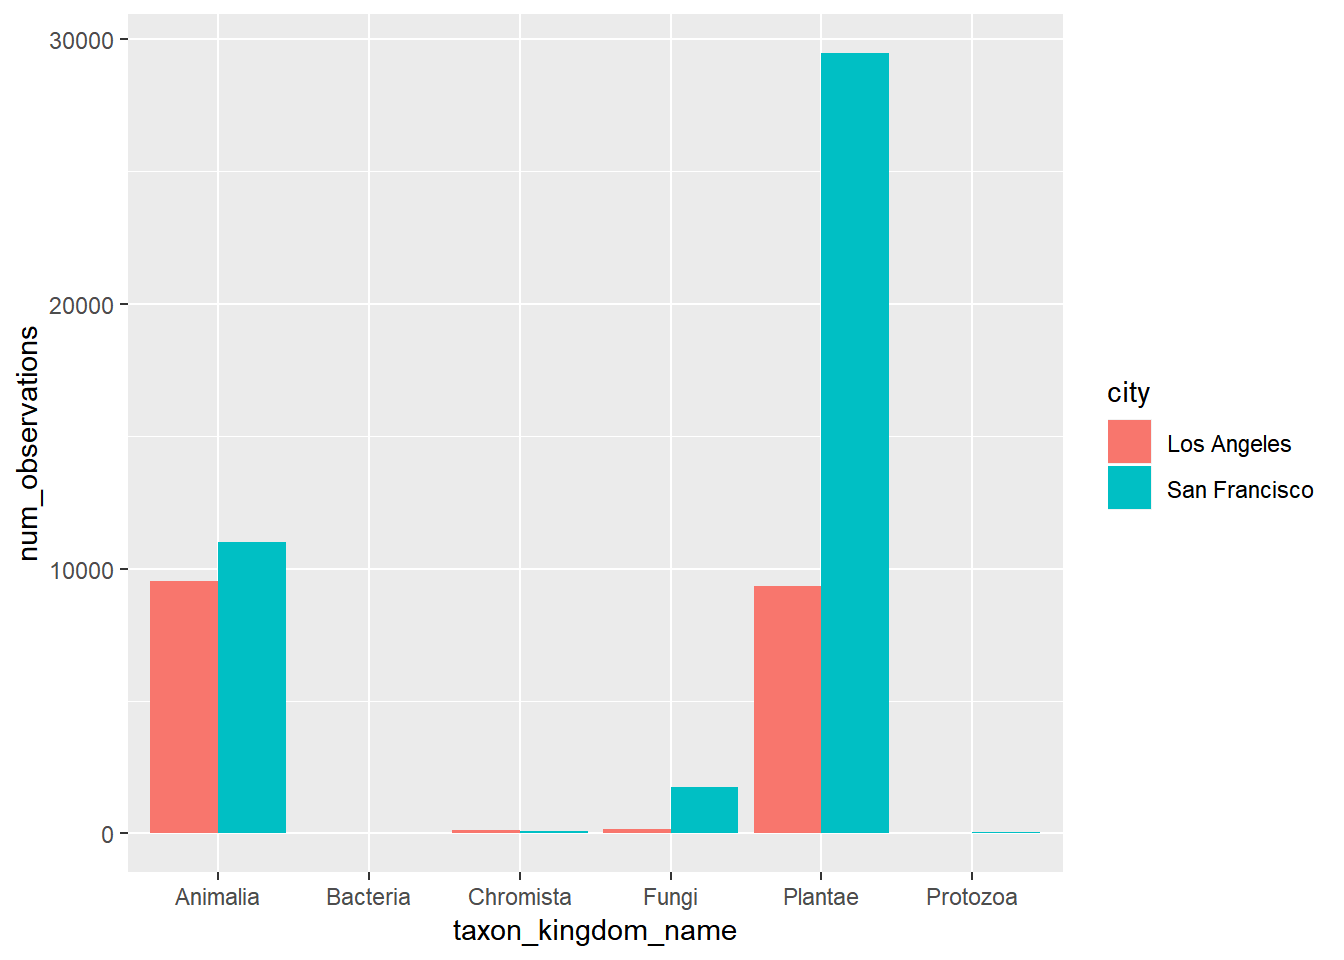 30000
20000
10000
0
num_observations
Animalia Bacteria Chromista Fungi Plantae Protozoa
taxon_kingdom_name
city
Los Angeles
San Francisco